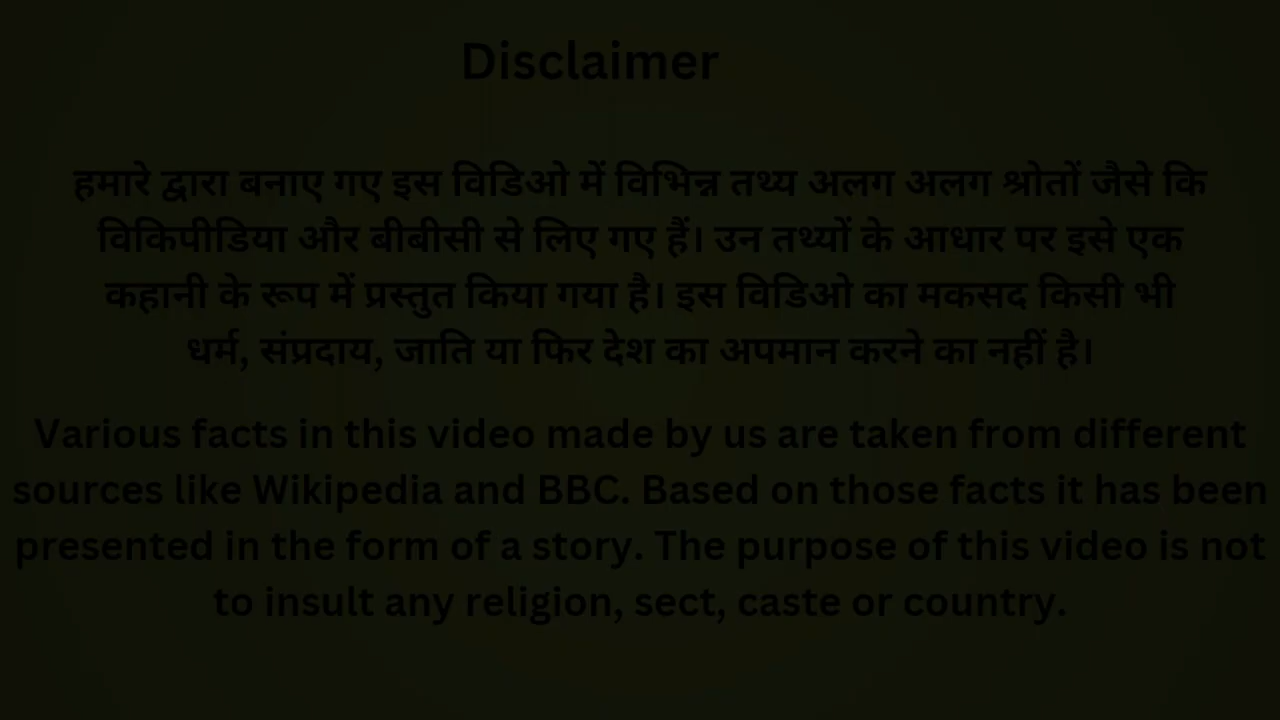 Disclaimer
हमारे द्वारा बनाए गए इस विडिओ में विभिन्न तथ्य अलग अलग श्रोतों जैसे कि
विकिपीडिया और बीबीसी से लिए गए हैं। उन तथ्यों के आधार पर इसे एक
कहानी के रूप में प्रस्तुत किया गया है। इस विडिओ का मकसद किसी भी
धर्म, संप्रदाय, जाति या फिर देश का अपमान करने का नहीं है।
Various facts in this video made by us are taken from different
sources like Wikipedia and BBC. Based on those facts it has been
presented in the form of a story. The purpose of this video is not
to insult any religion, sect, caste or country.